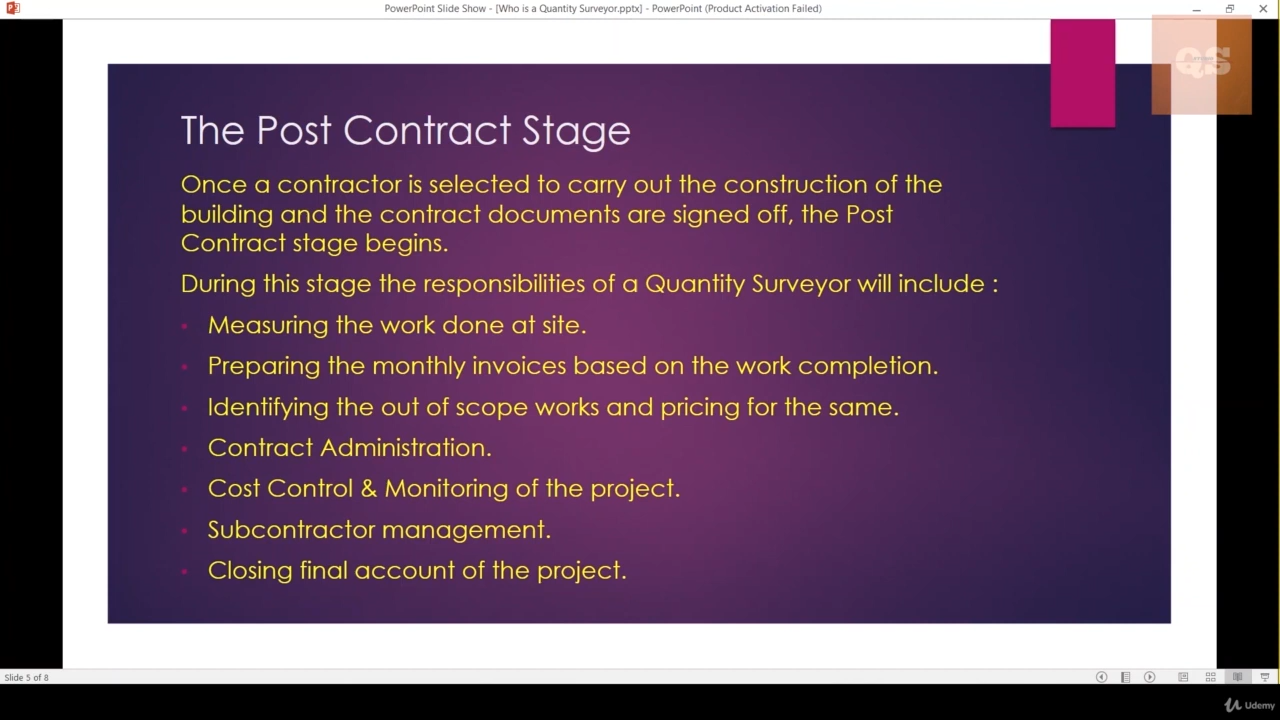 PowerPoint Slide Show - [Who is a Quantity Surveyor.pptx] - PowerPoint (Product Activation Failed)
QS
The Post Contract Stage
Once a contractor is selected to carry out the construction of the
building and the contract documents are signed off, the Post
Contract stage begins.
During this stage the responsibilities of a Quantity Surveyor will include :
Measuring the work done at site.
Preparing the monthly invoices based on the work completion.
Identifying the out of scope works and pricing for the same.
Contract Administration.
Cost Control & Monitoring of the project.
Subcontractor management.
Closing final account of the project.
Slide 5 of 8
Udemy